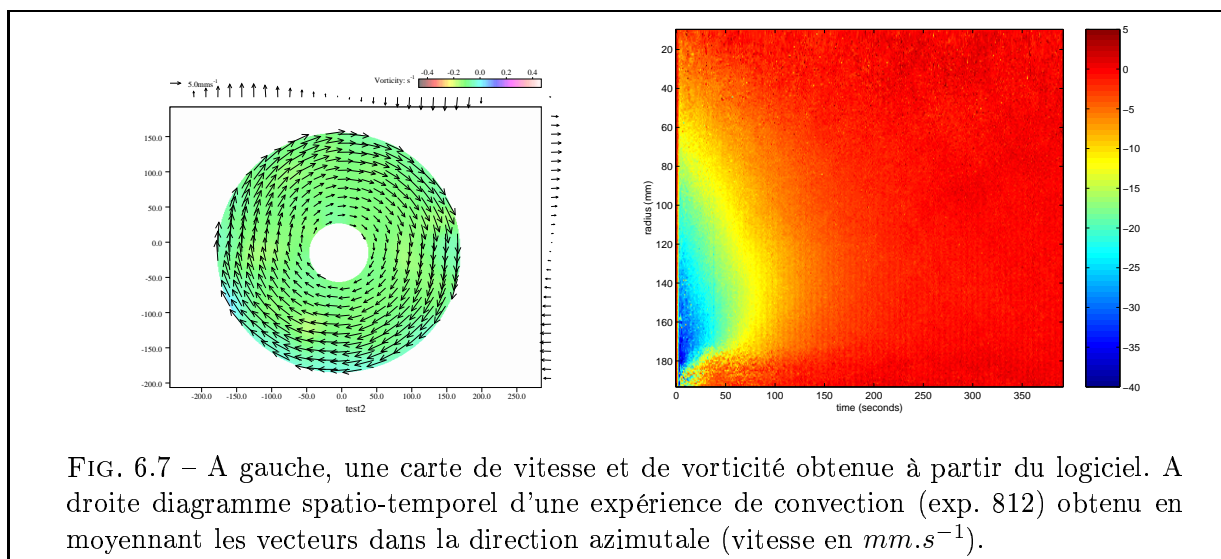 5.0mms-1
Vorticity: s-1
-0.4 -0.2 0.0 0.2 0.4
150.0
100.0
50.0
0.0
-50.0
-100.0
-150.0
-200.0
-200.0 -150.0 -100.0 -50.0 0.0 50.0 100.0 150.0 200.0 250.0
test2
radius (mm)
20
40
60
80
100
120
140
160
180
0 50 100 150 200 250 300 350
time (seconds)
5
0
−5
−10
−15
−20
−25
−30
−35
−40
FIG. 6.7 – A gauche, une carte de vitesse et de vorticité obtenue à partir du logiciel. A
droite diagramme spatio-temporel d'une expérience de convection (exp. 812) obtenu en
moyennant les vecteurs dans la direction azimutale (vitesse en mm.s−1).